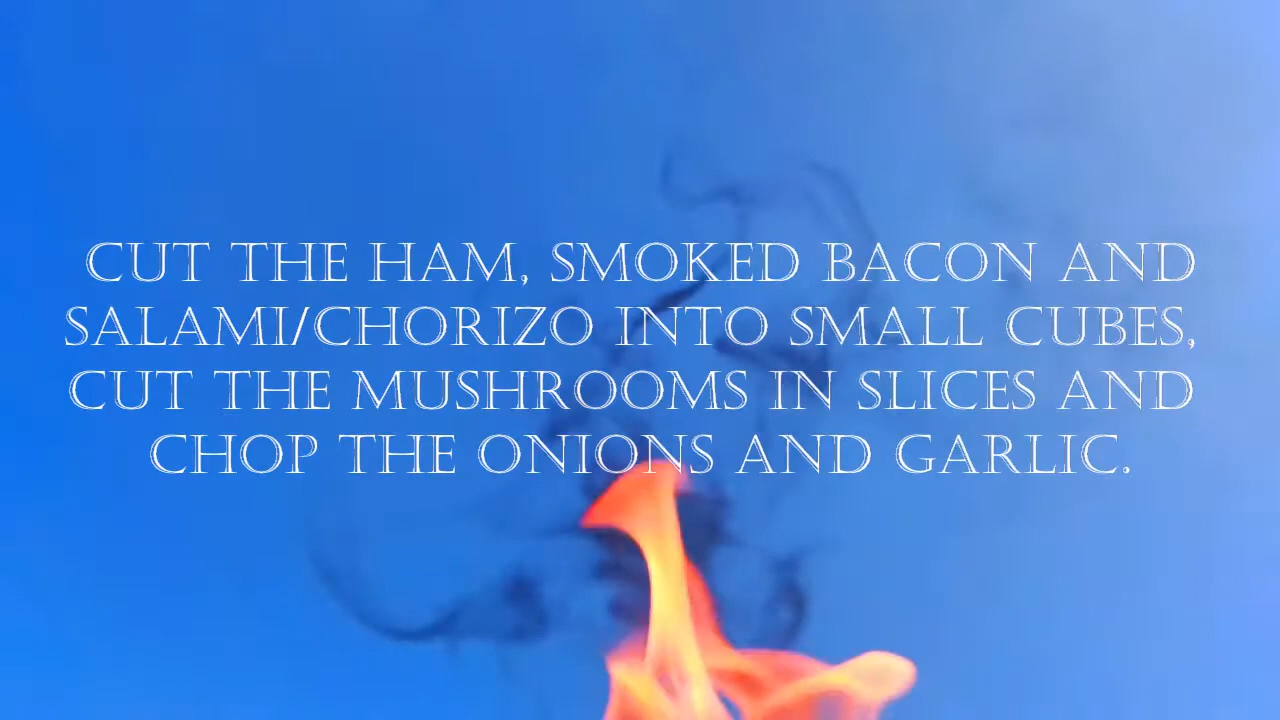 CUT THE HAM, SMOKED BACON AND
SALAMI/CHORIZO INTO SMALL CUBES,
CUT THE MUSHROOMS IN SLICES AND
CHOP THE ONIONS AND GARLIC.